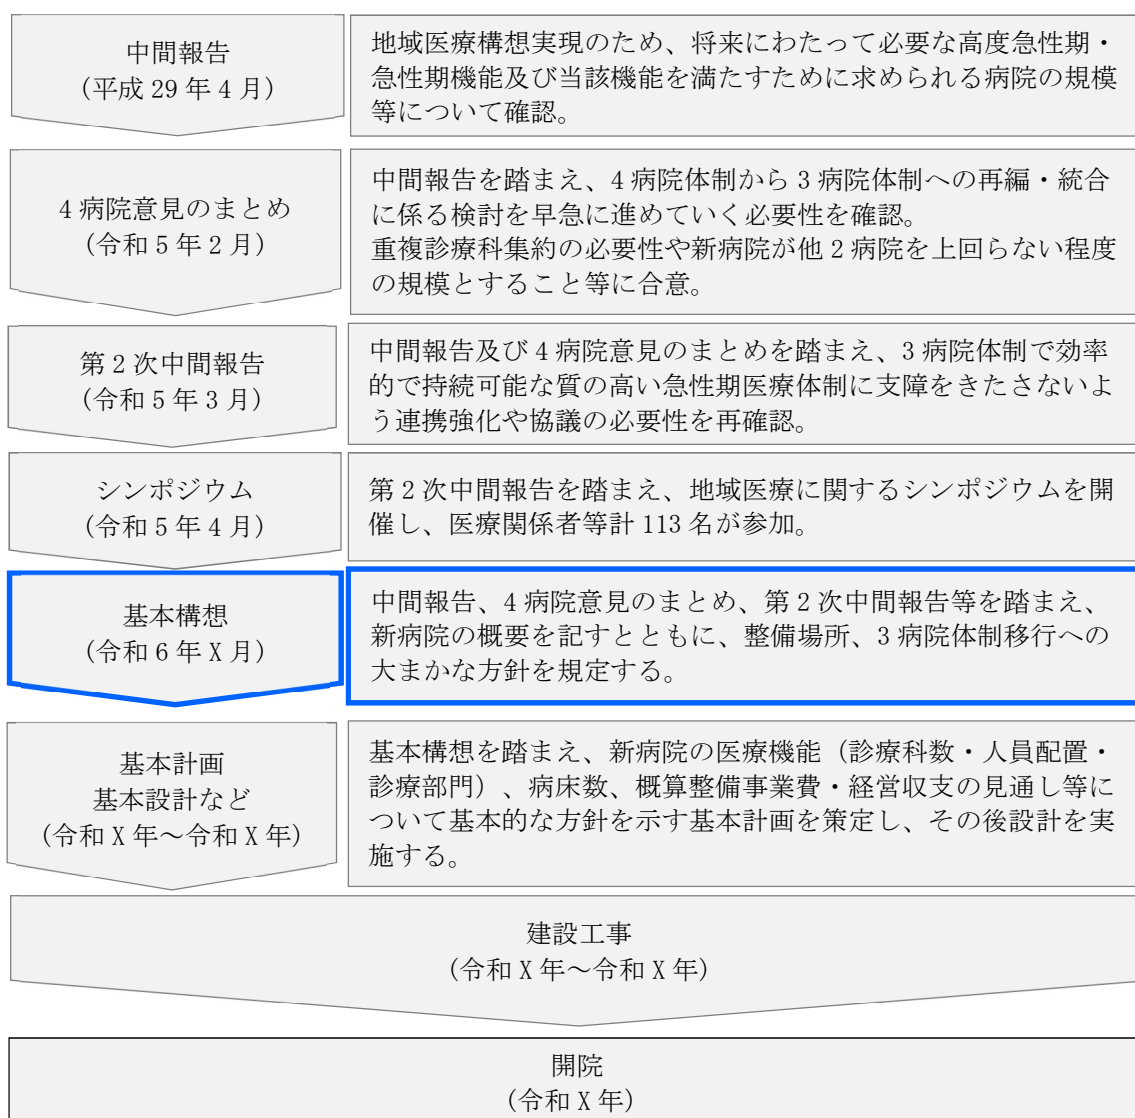 中間報告
(平成 29 年 4 月)
地域医療構想実現のため、将来にわたって必要な高度急性期・
急性期機能及び当該機能を満たすために求められる病院の規模
等について確認。
4 病院意見のまとめ
(令和 5 年 2 月)
中間報告を踏まえ、4 病院体制から 3 病院体制への再編・統合
に係る検討を早急に進めていく必要性を確認。
重複診療科集約の必要性や新病院が他 2 病院を上回らない程度
の規模とすること等に合意。
第 2 次中間報告
(令和 5 年 3 月)
中間報告及び 4 病院意見のまとめを踏まえ、3 病院体制で効率
的で持続可能な質の高い急性期医療体制に支障をきたさないよ
う連携強化や協議の必要性を再確認。
シンポジウム
(令和 5 年 4 月)
第 2 次中間報告を踏まえ、地域医療に関するシンポジウムを開
催し、医療関係者等計 113 名が参加。
基本構想
(令和 6 年 X 月)
中間報告、4 病院意見のまとめ、第 2 次中間報告等を踏まえ、
新病院の概要を記すとともに、整備場所、3 病院体制移行への
大まかな方針を規定する。
基本計画
基本設計など
(令和 X 年～令和 X 年)
基本構想を踏まえ、新病院の医療機能（診療科数・人員配置・
診療部門）、病床数、概算整備事業費・経営収支の見通し等に
ついて基本的な方針を示す基本計画を策定し、その後設計を実
施する。
建設工事
(令和 X 年～令和 X 年)
開院
(令和 X 年)